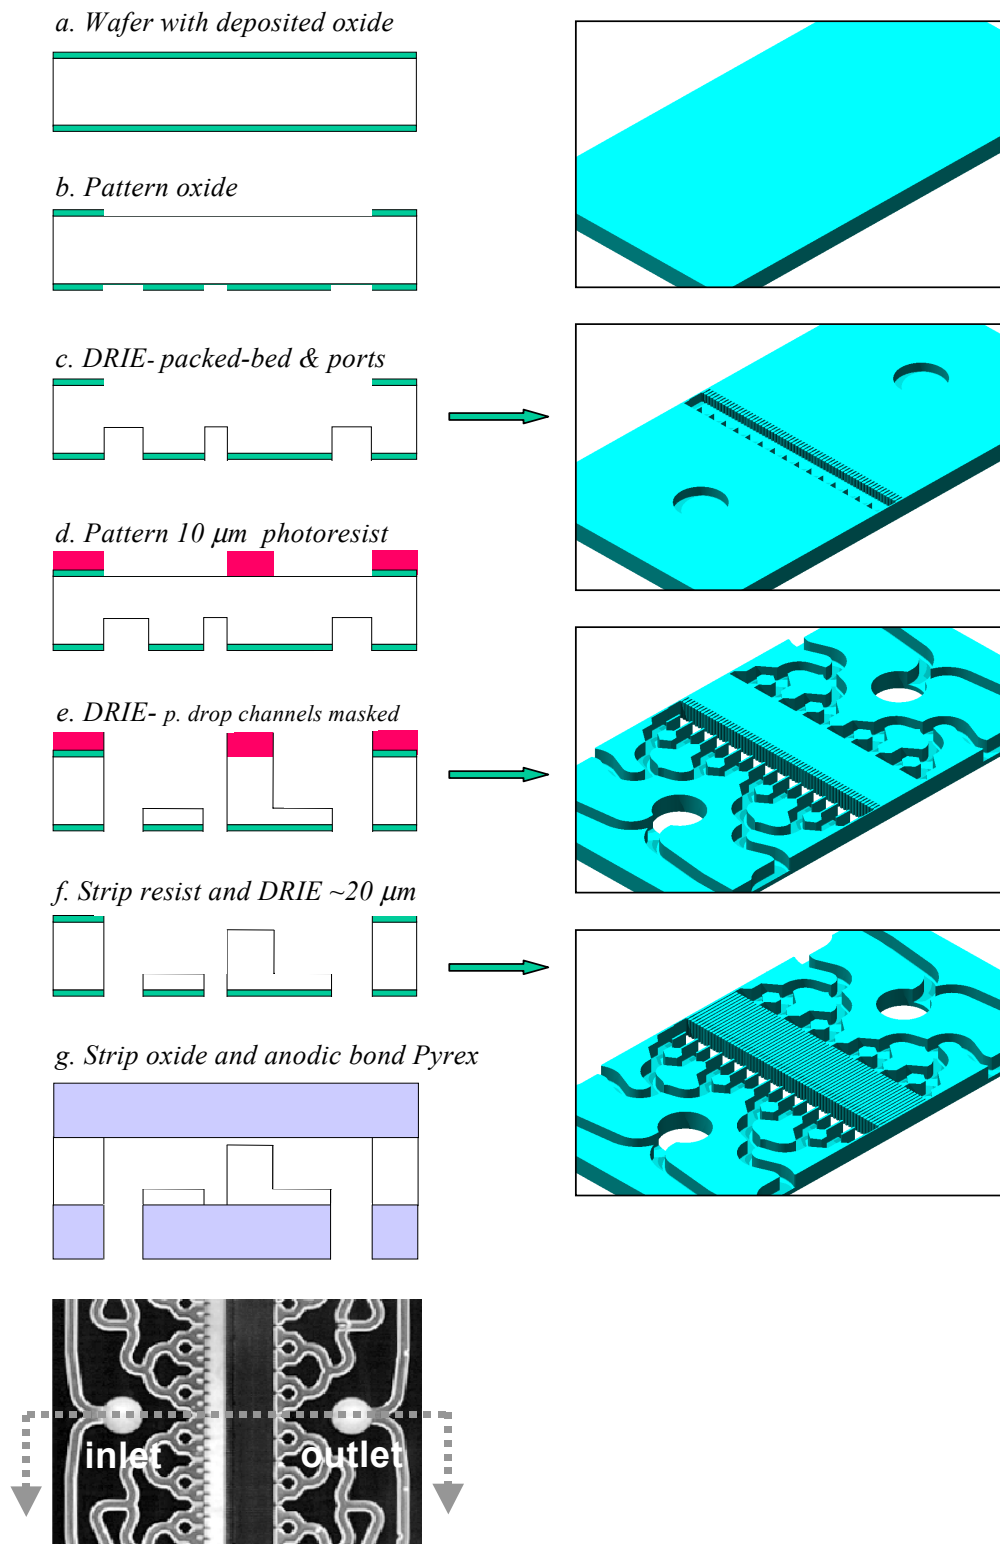 a. Wafer with deposited oxide
b. Pattern oxide
c. DRIE- packed-bed & ports
d. Pattern 10 μm photoresist
e. DRIE- p. drop channels masked
f. Strip resist and DRIE ~20 μm
g. Strip oxide and anodic bond Pyrex
inlet outlet